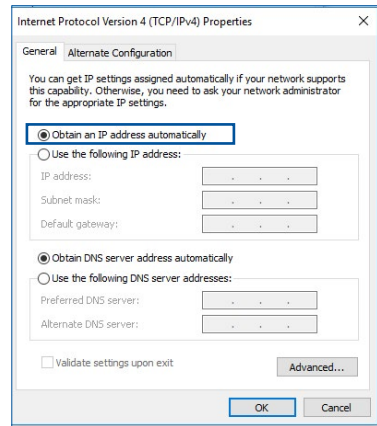 Internet Protocol Version 4 (TCP/IPv4) Properties
General
Alternate Configuration
You can get IP settings assigned automatically if your network supports
this capability. Otherwise, you need to ask your network administrator
for the appropriate IP settings.
Obtain an IP address automatically
Use the following IP address:
IP address:
Subnet mask:
Default gateway:
Obtain DNS server address automatically
Use the following DNS server addresses:
Preferred DNS server:
Alternate DNS server:
Validate settings upon exit
Advanced...
OK
Cancel